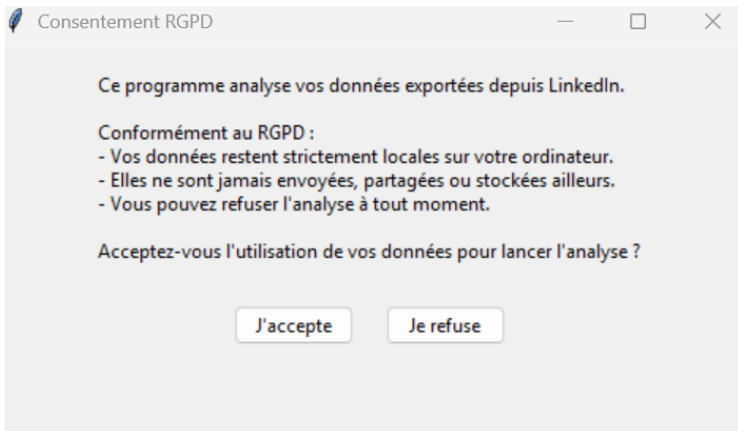 Consentement RGPD
Ce programme analyse vos données exportées depuis LinkedIn.
Conformément au RGPD :
- Vos données restent strictement locales sur votre ordinateur.
- Elles ne sont jamais envoyées, partagées ou stockées ailleurs.
- Vous pouvez refuser l'analyse à tout moment.
Acceptez-vous l'utilisation de vos données pour lancer l'analyse ?
J'accepte
Je refuse